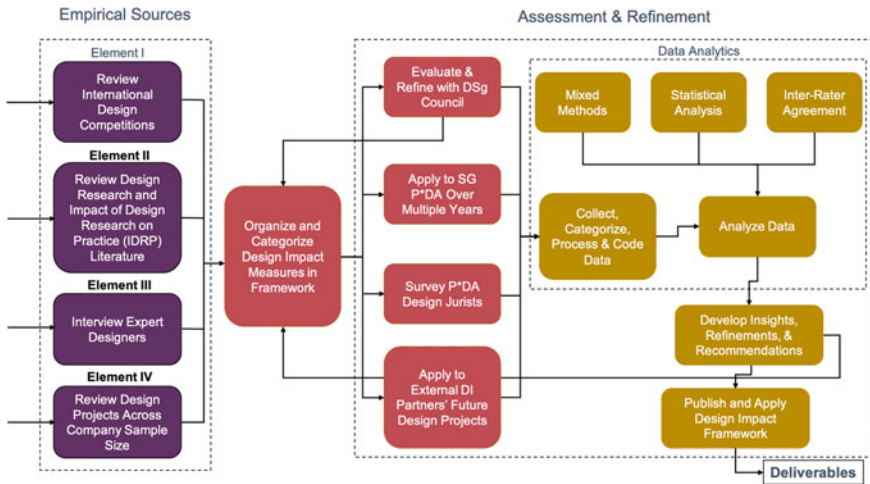 Empirical Sources
Assessment & Refinement
Element I
Review
International
Design
Competitions
Element II
Review Design
Research and
Impact of Design
Research on
Practice (IDRP)
Literature
Element III
Interview Expert
Designers
Element IV
Review Design
Projects Across
Company Sample
Size
Organize and
Categorize
Design Impact
Measures in
Framework
Evaluate &
Refine with DSg
Council
Apply to SG
P*DA Over
Multiple Years
Survey P*DA
Design Jurists
Apply to
External DI
Partners' Future
Design Projects
Data Analytics
Mixed
Methods
Statistical
Analysis
Inter-Rater
Agreement
Collect,
Categorize,
Process & Code
Data
Analyze Data
Develop Insights,
Refinements, &
Recommendations
Publish and Apply
Design Impact
Framework
Deliverables